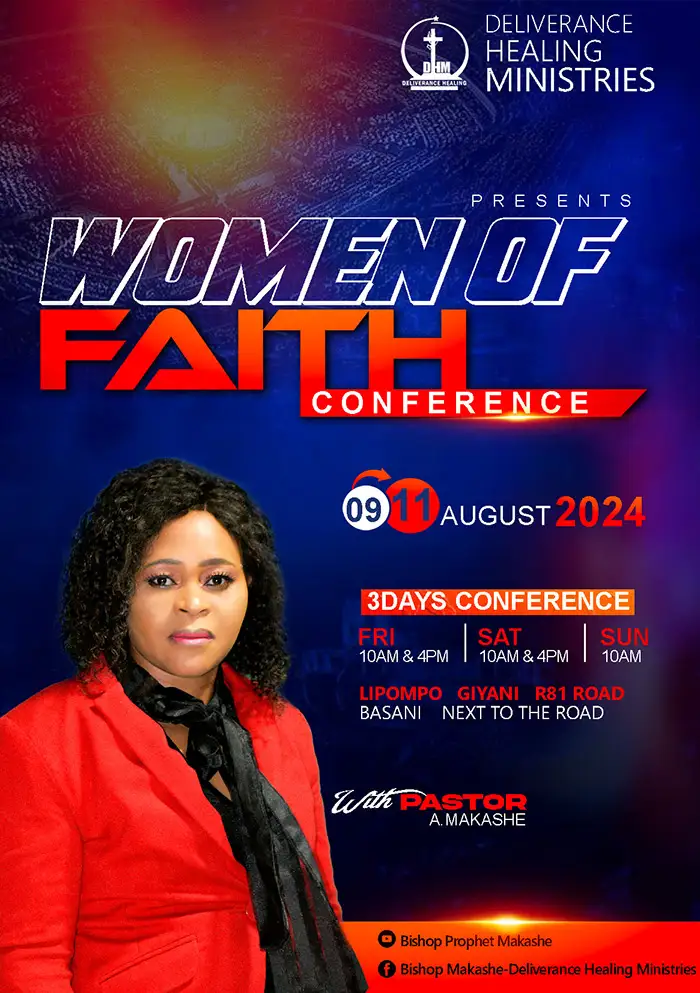 DELIVERANCE
HEALING
MINISTRIES
DHM
DELIVERANCE HEALING
PRESENTS
WOMEN OF
FAITH
CONFERENCE
09 11 AUGUST 2024
3DAYS CONFERENCE
FRI SAT SUN
10AM & 4PM 10AM & 4PM 10AM
LIPOMPO GIYANI R81 ROAD
BASANI NEXT TO THE ROAD
With PASTOR
A.MAKASHE
Bishop Prophet Makashe
Bishop Makashe-Deliverance Healing Ministries